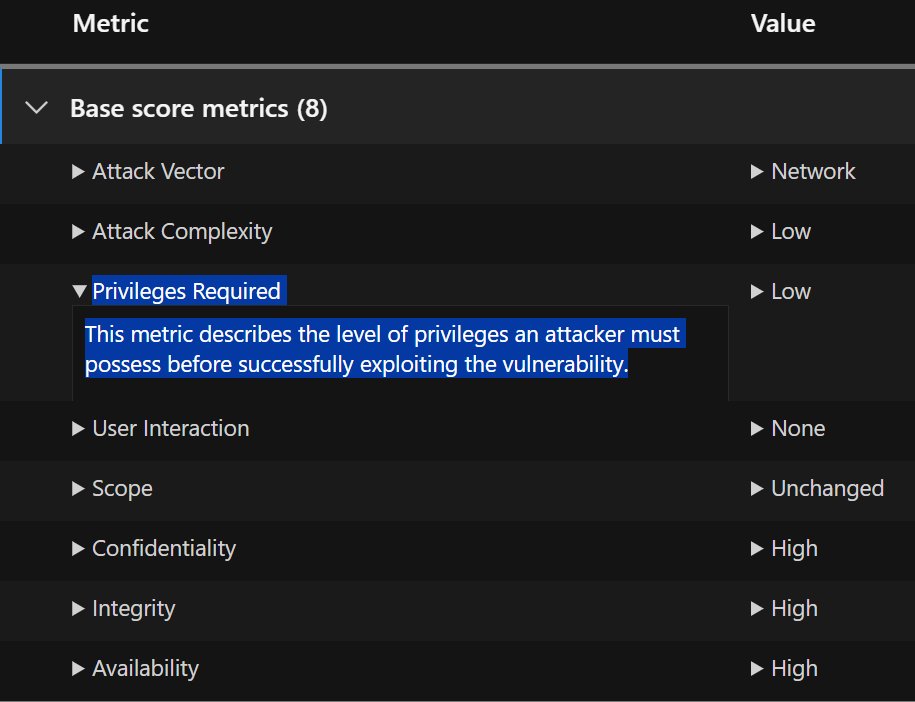 Metric Value
Base score metrics (8)
Attack Vector Network
Attack Complexity Low
Privileges Required Low
This metric describes the level of privileges an attacker must
possess before successfully exploiting the vulnerability.
User Interaction None
Scope Unchanged
Confidentiality High
Integrity High
Availability High